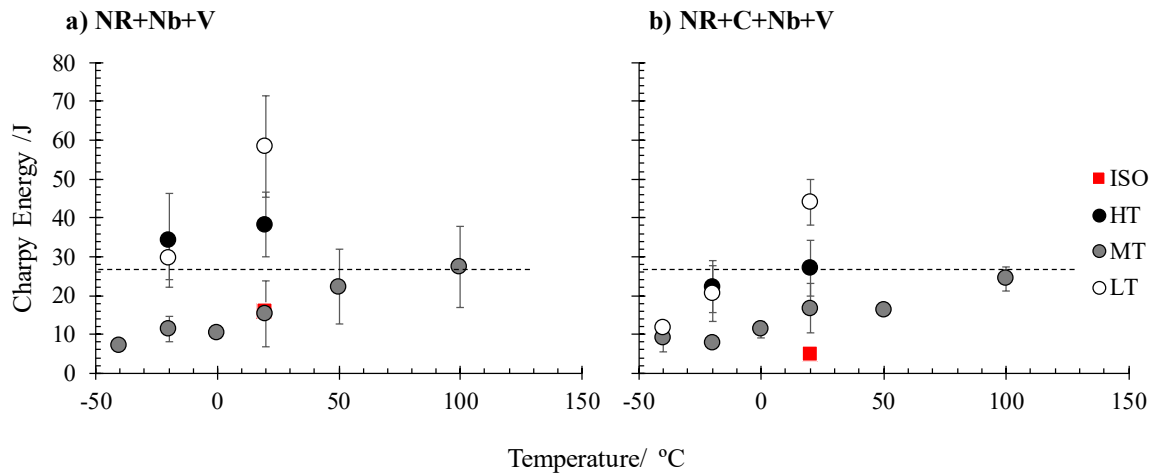 a) NR+Nb+V
b) NR+C+Nb+V
Charpy Energy /J
80
70
60
50
40
30
20
10
0
-50
0
50
100
150
-50
0
50
100
150
ISO
HT
MT
LT
Temperature/ ºC